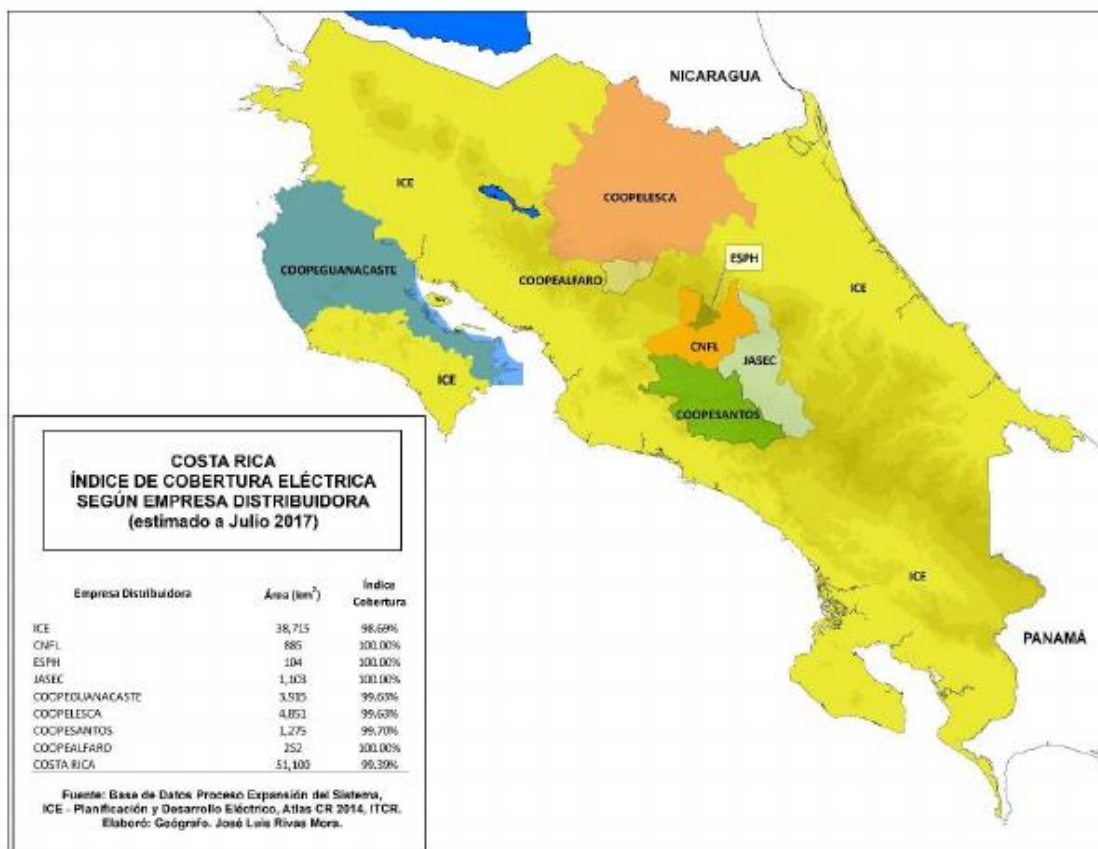 NICARAGUA
ICE
COOPELESCA
ESPH
COOPEGUANACASTE
COOPEALFARO
ICE
CNFL
JASEC
ICE
COOPESANTOS
ICE
PANAMÁ
COSTA RICA
ÍNDICE DE COBERTURA ELÉCTRICA
SEGÚN EMPRESA DISTRIBUIDORA
(estimado a Julio 2017)
Empresa Distribuidora Área (km²) Índice Cobertura
ICE 38,715 98.69%
CNFL 885 100.00%
ESPH 104 100.00%
JASEC 1,103 100.00%
COOPEGUANACASTE 3,915 99.63%
COOPELESCA 4,851 99.63%
COOPESANTOS 1,275 99.70%
COOPEALFARO 252 100.00%
COSTA RICA 51,100 99.39%
Fuente: Base de Datos Proceso Expansión del Sistema,
ICE - Planificación y Desarrollo Eléctrico, Atlas CR 2014, ITCR.
Elaboró: Geógrafo. José Luis Rivas Mora.